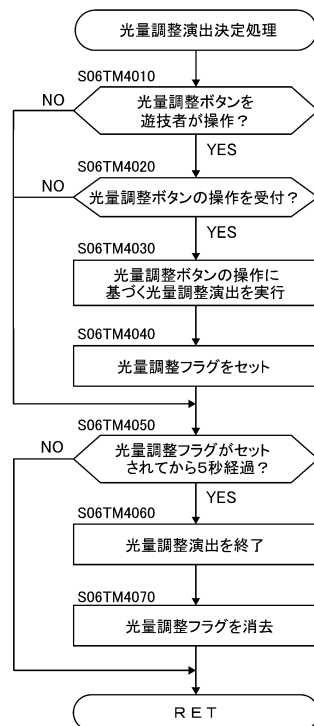 光量調整演出決定処理
S06TM4010
光量調整ボタンを
遊技者が操作？
NO
YES
S06TM4020
光量調整ボタンの操作を受付？
NO
YES
S06TM4030
光量調整ボタンの操作に
基づく光量調整演出を実行
S06TM4040
光量調整フラグをセット
S06TM4050
光量調整フラグがセット
されてから５秒経過？
NO
YES
S06TM4060
光量調整演出を終了
S06TM4070
光量調整フラグを消去
ＲＥＴ